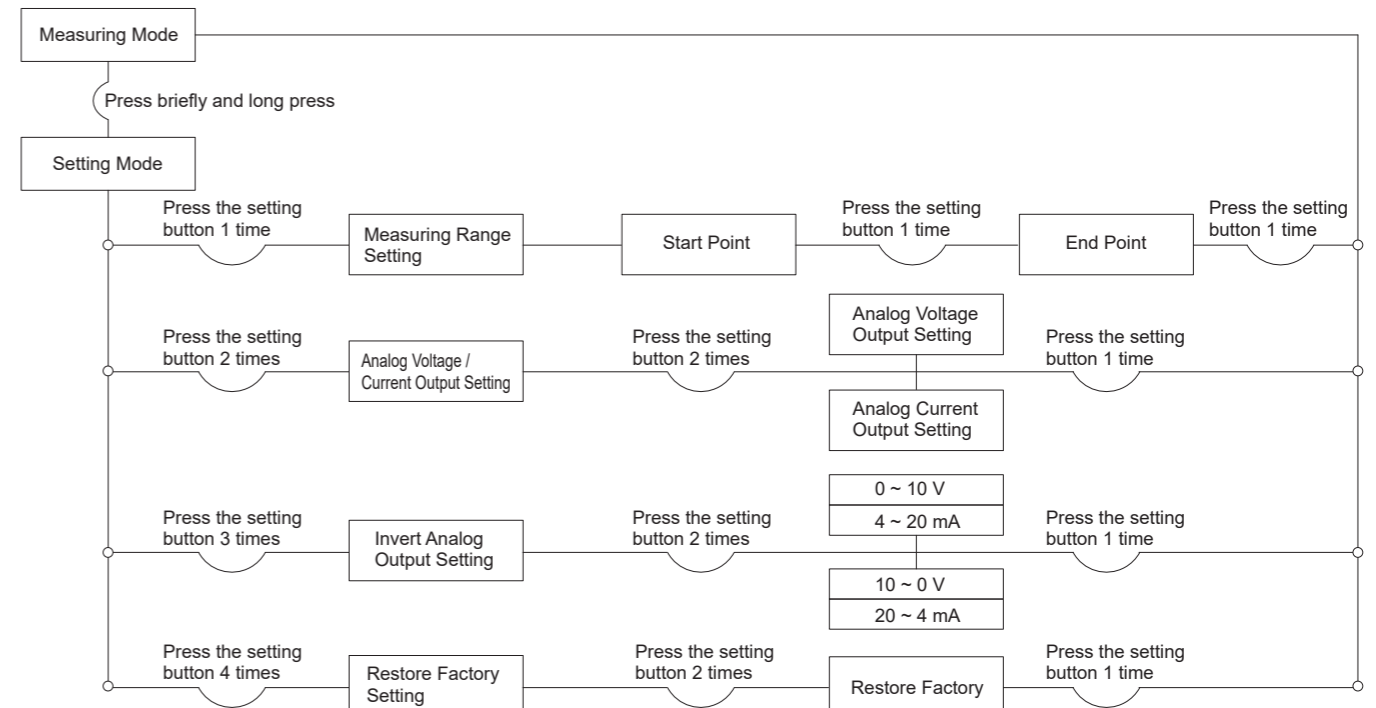 Measuring Mode
Press briefly and long press
Setting Mode
Press the setting
button 1 time
Measuring Range
Setting
Start Point
Press the setting
button 1 time
End Point
Press the setting
button 1 time
Press the setting
button 2 times
Analog Voltage /
Current Output Setting
Press the setting
button 2 times
Analog Voltage
Output Setting
Analog Current
Output Setting
Press the setting
button 1 time
Press the setting
button 3 times
Invert Analog
Output Setting
Press the setting
button 2 times
0 ~ 10 V
4 ~ 20 mA
10 ~ 0 V
20 ~ 4 mA
Press the setting
button 1 time
Press the setting
button 4 times
Restore Factory
Setting
Press the setting
button 2 times
Restore Factory
Press the setting
button 1 time